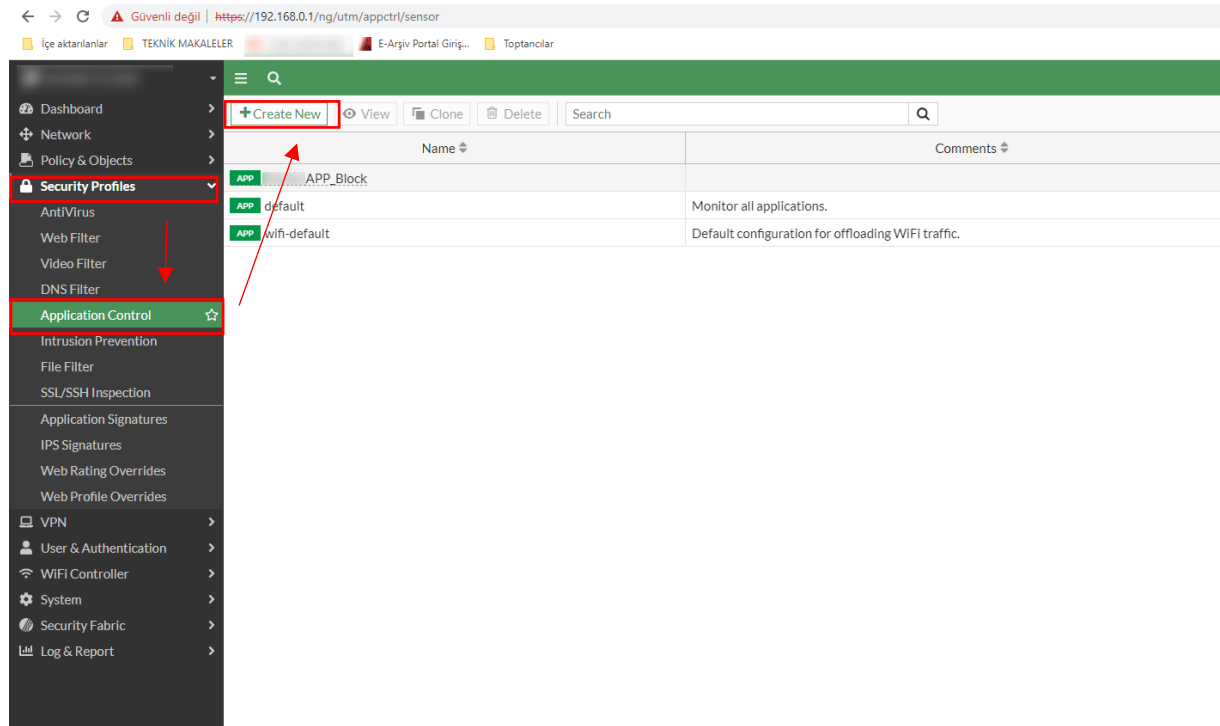 Güvenli değil | https://192.168.0.1/ng/utm/appctrl/sensor
İçe aktarılanlar TEKNİK MAKALELER E-Arşiv Portal Giriş... Toptancılar
Dashboard
Network
Policy & Objects
Security Profiles
AntiVirus
Web Filter
Video Filter
DNS Filter
Application Control
Intrusion Prevention
File Filter
SSL/SSH Inspection
Application Signatures
IPS Signatures
Web Rating Overrides
Web Profile Overrides
VPN
User & Authentication
WiFi Controller
System
Security Fabric
Log & Report
+Create New View Clone Delete Search
Name Comments
APP APP_Block
APP default Monitor all applications.
APP wifi-default Default configuration for offloading WiFi traffic.